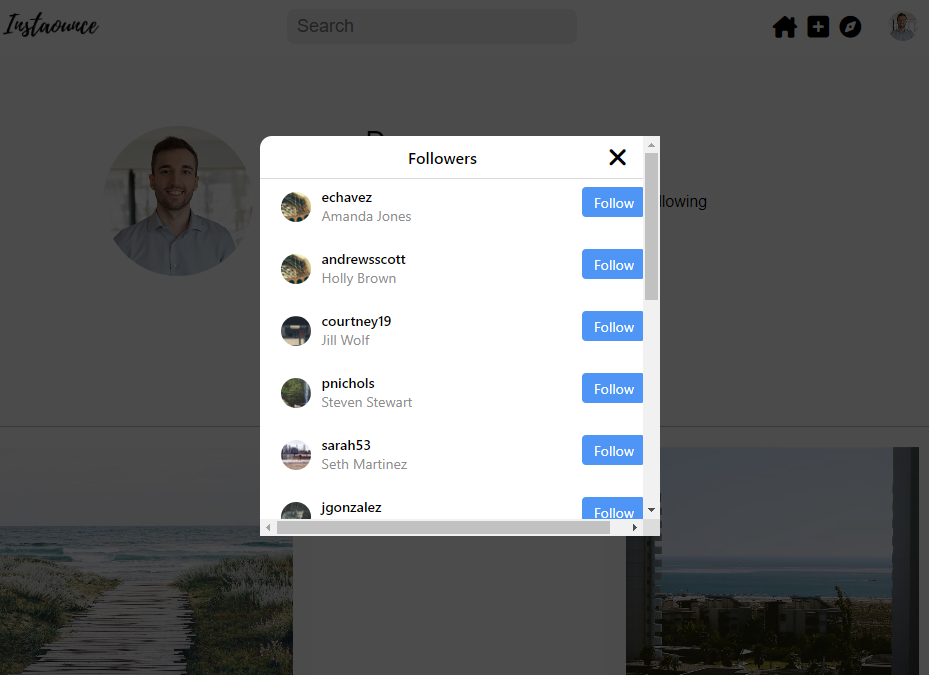 Instaounce
Search
Followers
llowing
echavez
Amanda Jones
Follow
andrewsscott
Holly Brown
Follow
courtney19
Jill Wolf
Follow
pnichols
Steven Stewart
Follow
sarah53
Seth Martinez
Follow
jgonzalez
Follow